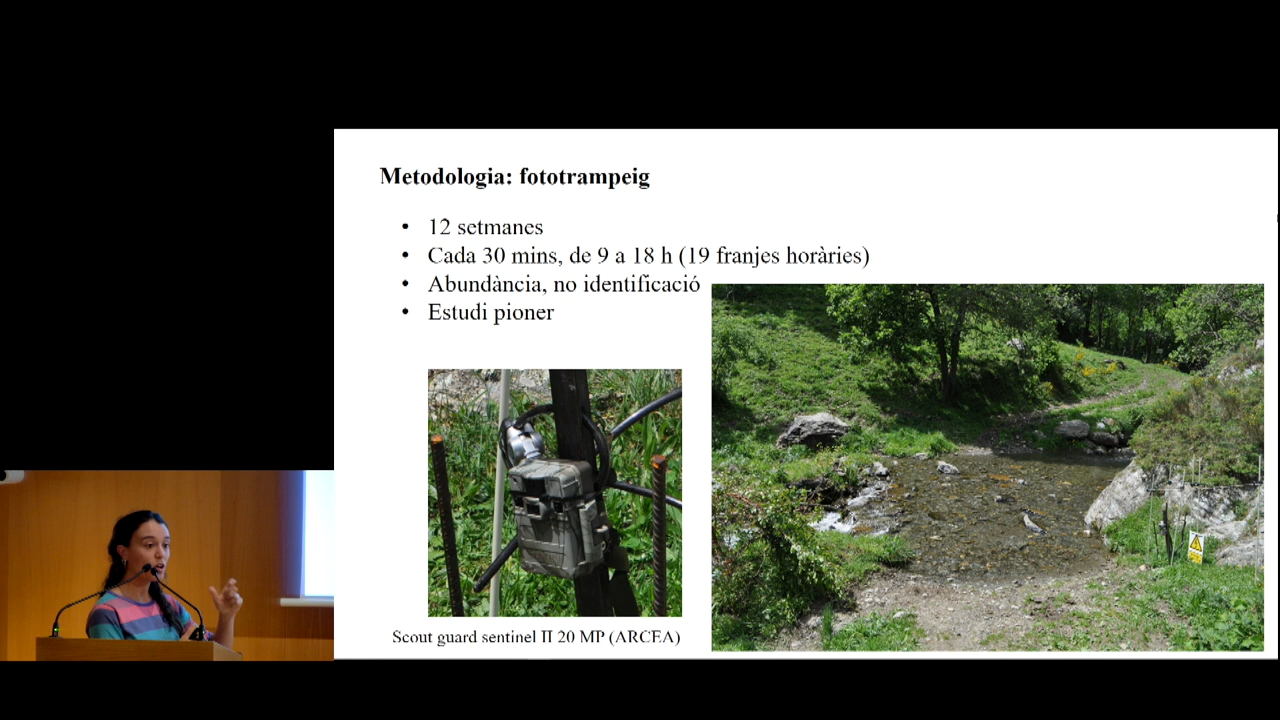 Metodologia: fototrampeig
• 12 setmanes
• Cada 30 mins, de 9 a 18 h (19 franjes horàries)
• Abundància, no identificació
• Estudi pioner
Scout guard sentinel II 20 MP (ARCEA)